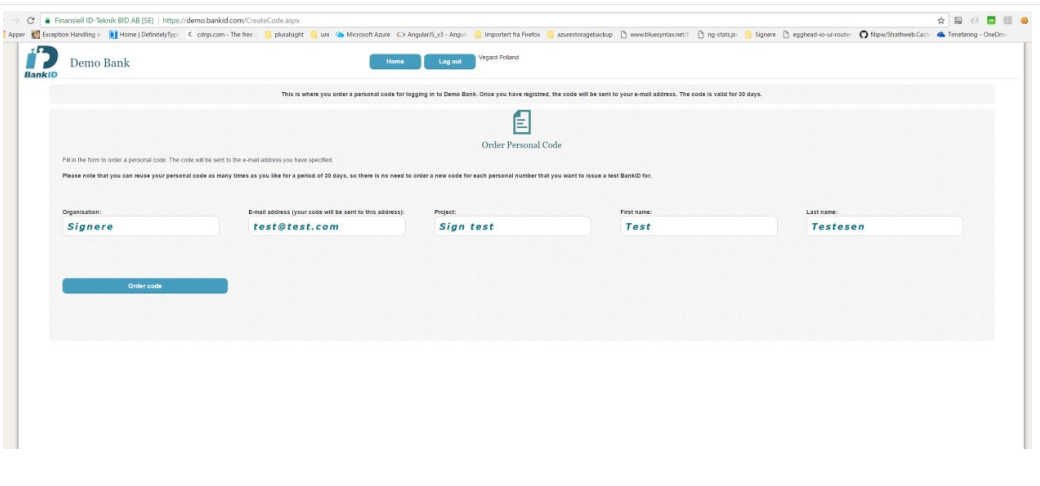 Finansiell ID-Teknik BID AB [SE] | https://demo.bankid.com/CreateCode.aspx
Apper Exception Handling in Home | DefinitelyTyp cdnjs.com - The free pluralsight uni Microsoft Azure AngularJS_v3 - Angu Importert fra Firefox azurestoragebackup www.bluesyntax.net/ ng-stats.js Signere egghead-io-ui-router filipw/Strathweb.Cach Timeføring - OneDriv
BankID Demo Bank Home Log out Vegard Polland
This is where you order a personal code for logging in to Demo Bank. Once you have registred, the code will be sent to your e-mail address. The code is valid for 30 days.
Order Personal Code
Fill in the form to order a personal code. The code will be sent to the e-mail address you have specified.
Please note that you can reuse your personal code as many times as you like for a period of 30 days, so there is no need to order a new code for each personal number that you want to issue a test BankID for.
Organisation: E-mail address (your code will be sent to this address): Project: First name: Last name:
Signere test@test.com Sign test Test Testesen
Order code